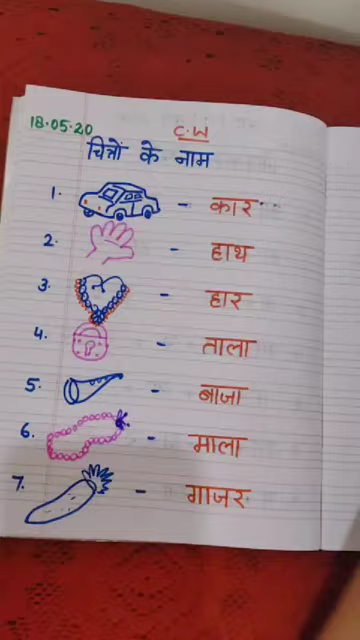 18.05.20
C.W
चित्रों के नाम
1. - कार
2. - हाथ
3. - हार
4. - ताला
5. - बाजा
6. - माला
7. - गाजर